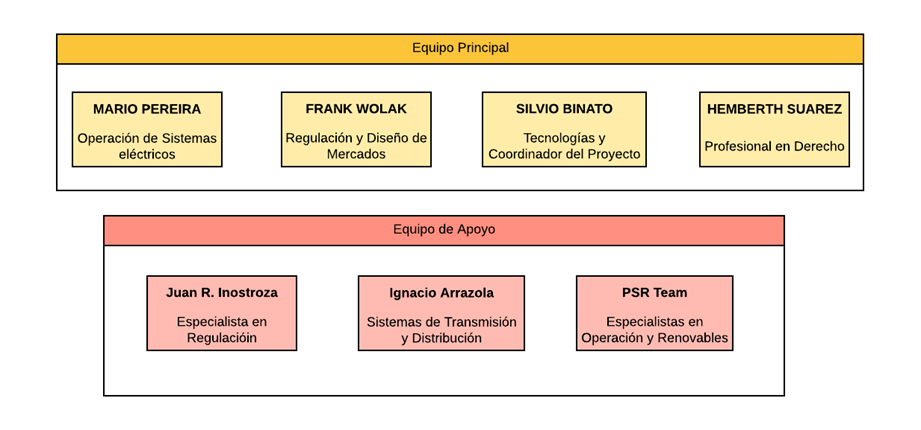 Equipo Principal
MARIO PEREIRA
Operación de Sistemas
eléctricos
FRANK WOLAK
Regulación y Diseño de
Mercados
SILVIO BINATO
Tecnologías y
Coordinador del Proyecto
HEMBERTH SUAREZ
Profesional en Derecho
Equipo de Apoyo
Juan R. Inostroza
Especialista en
Regulacióin
Ignacio Arrazola
Sistemas de Transmisión
y Distribución
PSR Team
Especialistas en
Operación y Renovables